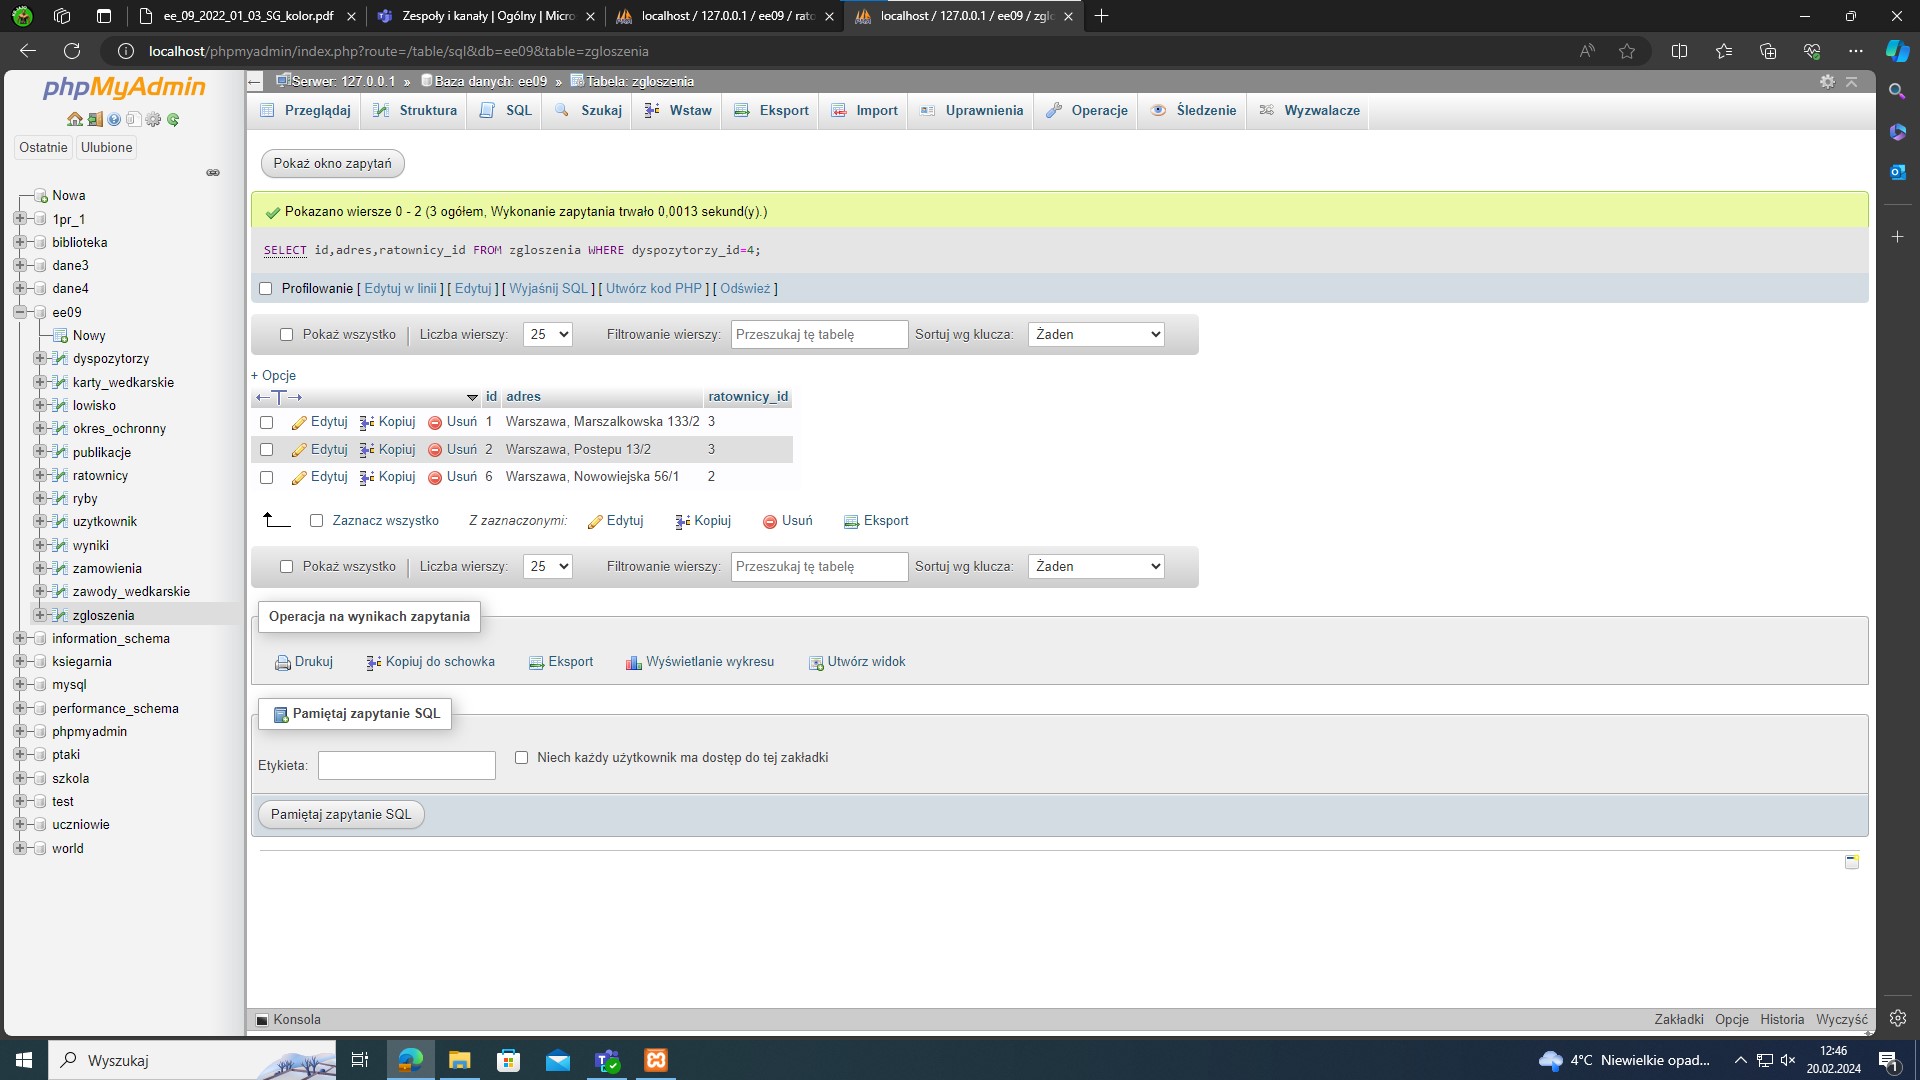 ee_09_2022_01_03_SG_kolor.pdf
Zespoły i kanały | Ogólny | Micro
localhost / 127.0.0.1 / ee09 / rato
localhost / 127.0.0.1 / ee09 / zglo
localhost/phpmyadmin/index.php?route=/table/sql&db=ee09&table=zgloszenia
phpMyAdmin
Ostatnie
Ulubione
Nowa
1pr_1
biblioteka
dane3
dane4
ee09
Nowy
dyspozytorzy
karty_wedkarskie
lowisko
okres_ochronny
publikacje
ratownicy
ryby
uzytkownik
wyniki
zamowienia
zawody_wedkarskie
zgloszenia
information_schema
ksiegarnia
mysql
performance_schema
phpmyadmin
ptaki
szkola
test
uczniowie
world
Serwer: 127.0.0.1 » Baza danych: ee09 » Tabela: zgloszenia
Przeglądaj Struktura SQL Szukaj Wstaw Eksport Import Uprawnienia Operacje Śledzenie Wyzwalacze
Pokaż okno zapytań
Pokazano wiersze 0 - 2 (3 ogółem, Wykonanie zapytania trwało 0,0013 sekund(y).)
SELECT id,adres,ratownicy_id FROM zgloszenia WHERE dyspozytorzy_id=4;
Profilowanie [ Edytuj w linii ] [ Edytuj ] [ Wyjaśnij SQL ] [ Utwórz kod PHP ] [ Odśwież ]
Pokaż wszystko | Liczba wierszy: 25 Filtrowanie wierszy: Przeszukaj tę tabelę Sortuj wg klucza: Żaden
+ Opcje
←T→ id adres ratownicy_id
Edytuj Kopiuj Usuń 1 Warszawa, Marszalkowska 133/2 3
Edytuj Kopiuj Usuń 2 Warszawa, Postepu 13/2 3
Edytuj Kopiuj Usuń 6 Warszawa, Nowowiejska 56/1 2
Zaznacz wszystko Z zaznaczonymi: Edytuj Kopiuj Usuń Eksport
Pokaż wszystko | Liczba wierszy: 25 Filtrowanie wierszy: Przeszukaj tę tabelę Sortuj wg klucza: Żaden
Operacja na wynikach zapytania
Drukuj Kopiuj do schowka Eksport Wyświetlanie wykresu Utwórz widok
Pamiętaj zapytanie SQL
Etykieta: Niech każdy użytkownik ma dostęp do tej zakładki
Pamiętaj zapytanie SQL
Konsola
Zakładki Opcje Historia Wyczyść
Wyszukaj
4°C Niewielkie opad...
12:46
20.02.2024
1